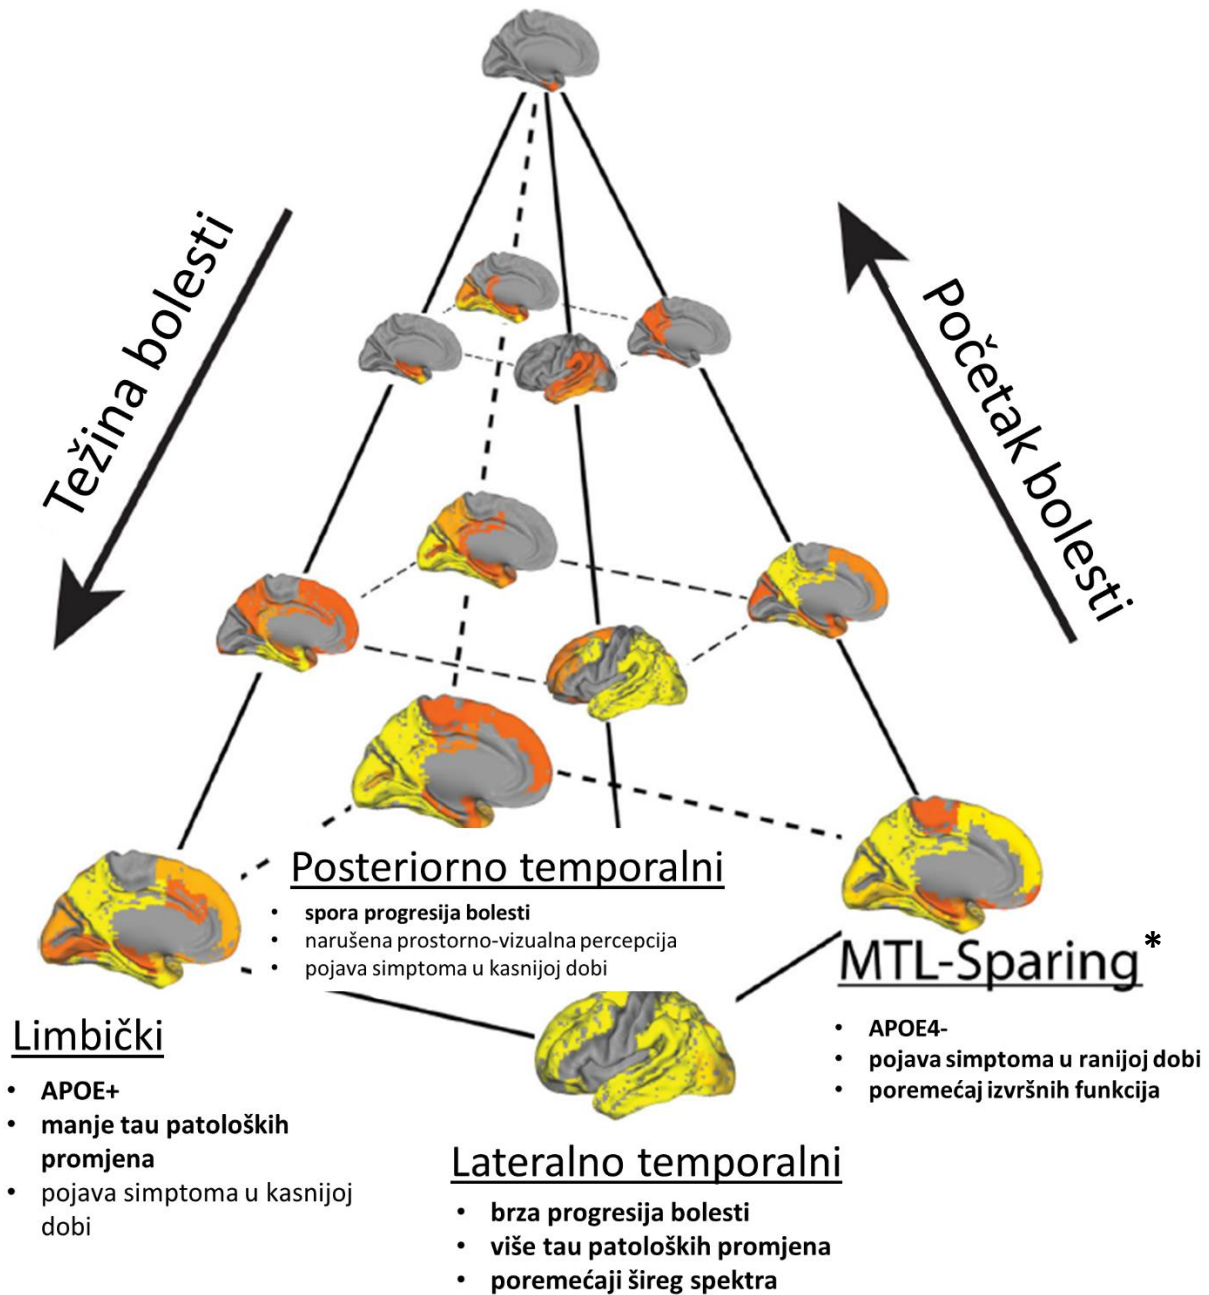 Težina bolesti
Početak bolesti
Posteriorno temporalni
• spora progresija bolesti
• narušena prostorno-vizualna percepcija
• pojava simptoma u kasnijoj dobi
MTL-Sparing*
• APOE4-
• pojava simptoma u ranijoj dobi
• poremećaj izvršnih funkcija
Limbički
• APOE+
• manje tau patoloških
promjena
• pojava simptoma u kasnijoj
dobi
Lateralno temporalni
• brza progresija bolesti
• više tau patoloških promjena
• poremećaji šireg spektra